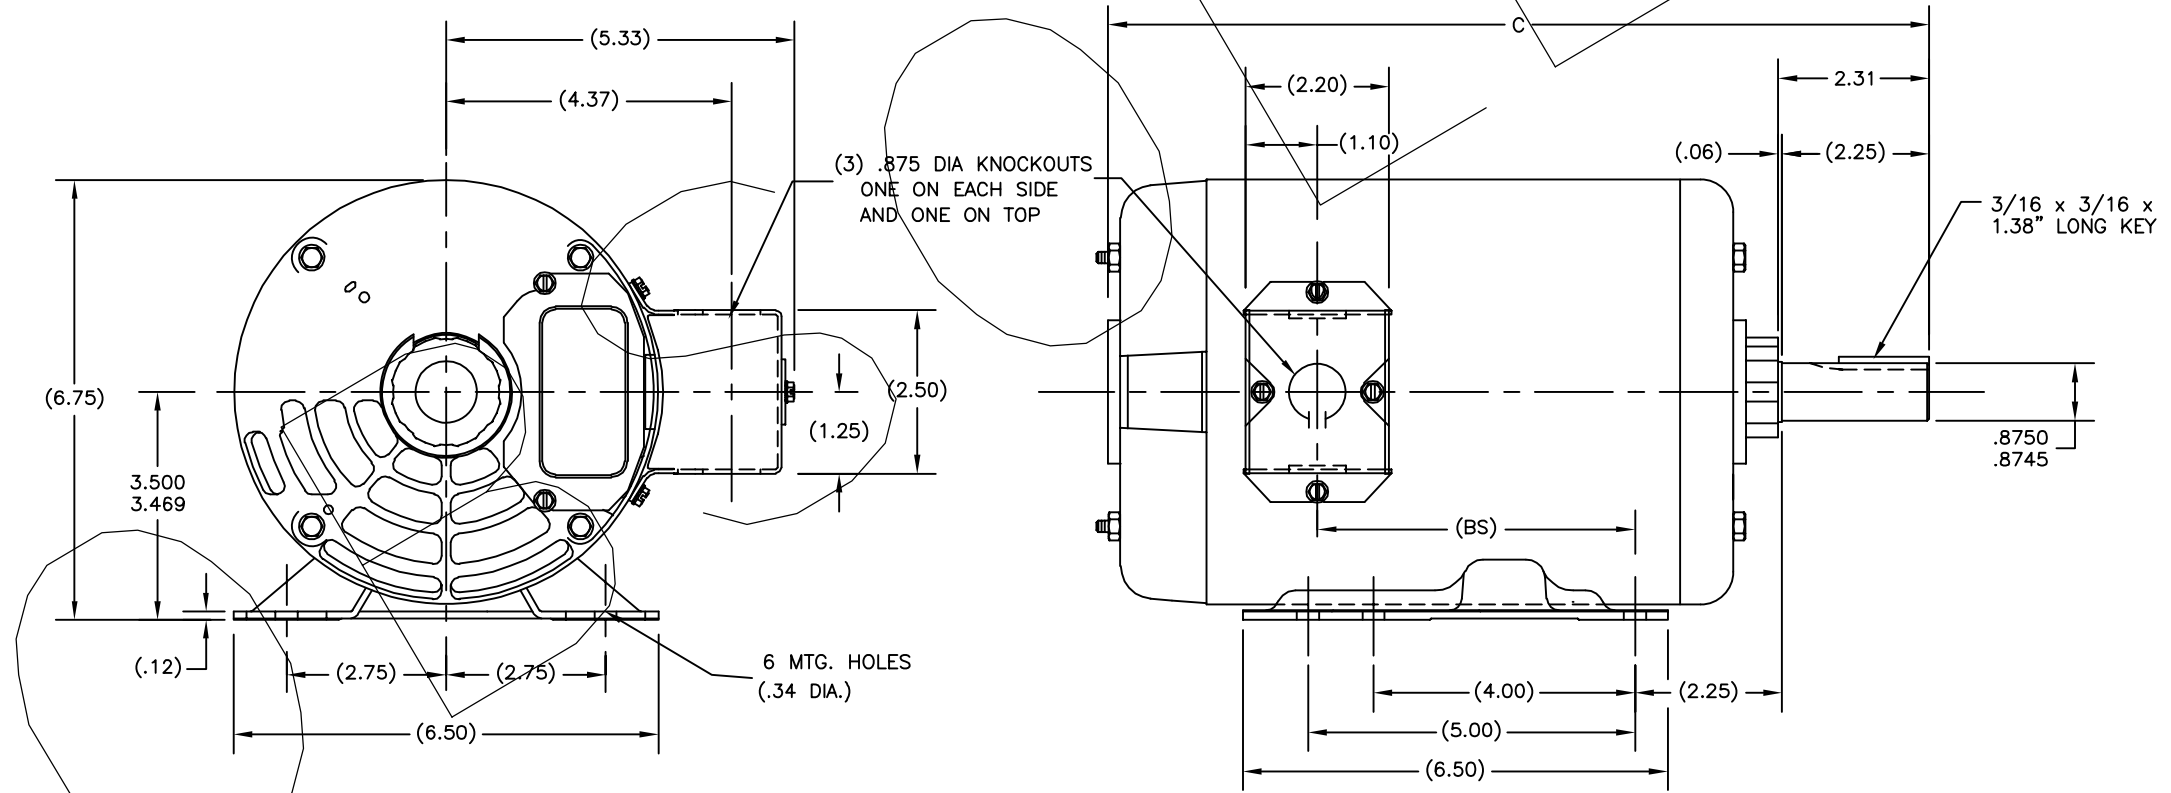 (5.33)
C
(4.37)
(2.20)
2.31
(1.10)
(.06)
(2.25)
(3) .875 DIA KNOCKOUTS
ONE ON EACH SIDE
AND ONE ON TOP
3/16 x 3/16 x
1.38" LONG KEY
(6.75)
(2.50)
(1.25)
.8750
.8745
3.500
3.469
(BS)
(.12)
(2.75)
(2.75)
6 MTG. HOLES
(.34 DIA.)
(4.00)
(2.25)
(6.50)
(5.00)
(6.50)